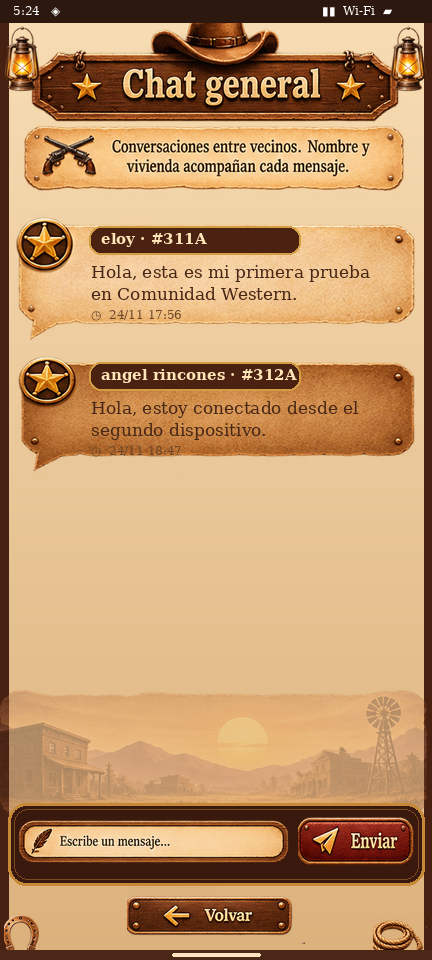 5:24
Wi-Fi
Chat general
Conversaciones entre vecinos. Nombre y
vivienda acompañan cada mensaje.
eloy · #311A
Hola, esta es mi primera prueba
en Comunidad Western.
24/11 17:56
angel rincones · #312A
Hola, estoy conectado desde el
segundo dispositivo.
24/11 18:47
Escribe un mensaje...
Enviar
Volvar